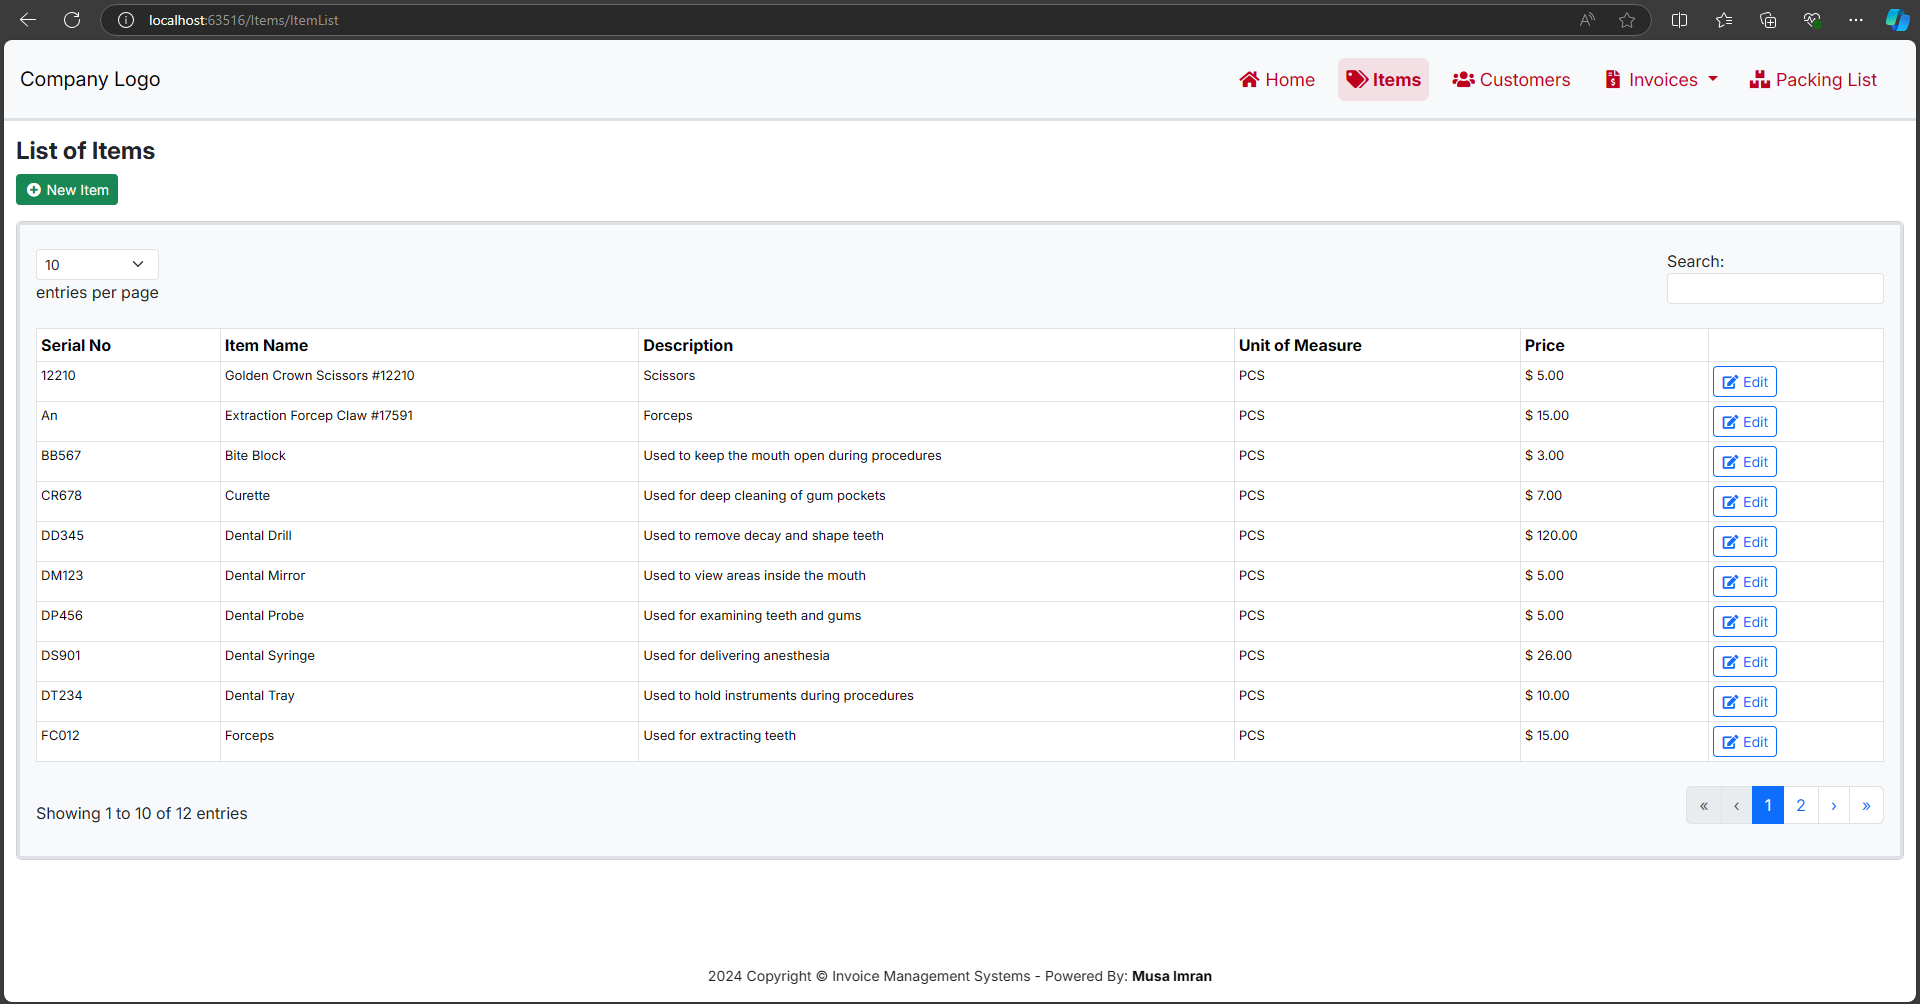 localhost:63516/Items/ItemList
Company Logo
Home
Items
Customers
Invoices
Packing List
List of Items
New Item
10
entries per page
Search:
Serial No Item Name Description Unit of Measure Price
12210 Golden Crown Scissors #12210 Scissors PCS $ 5.00 Edit
An Extraction Forcep Claw #17591 Forceps PCS $ 15.00 Edit
BB567 Bite Block Used to keep the mouth open during procedures PCS $ 3.00 Edit
CR678 Curette Used for deep cleaning of gum pockets PCS $ 7.00 Edit
DD345 Dental Drill Used to remove decay and shape teeth PCS $ 120.00 Edit
DM123 Dental Mirror Used to view areas inside the mouth PCS $ 5.00 Edit
DP456 Dental Probe Used for examining teeth and gums PCS $ 5.00 Edit
DS901 Dental Syringe Used for delivering anesthesia PCS $ 26.00 Edit
DT234 Dental Tray Used to hold instruments during procedures PCS $ 10.00 Edit
FC012 Forceps Used for extracting teeth PCS $ 15.00 Edit
Showing 1 to 10 of 12 entries
« ‹ 1 2 › »
2024 Copyright © Invoice Management Systems - Powered By: Musa Imran